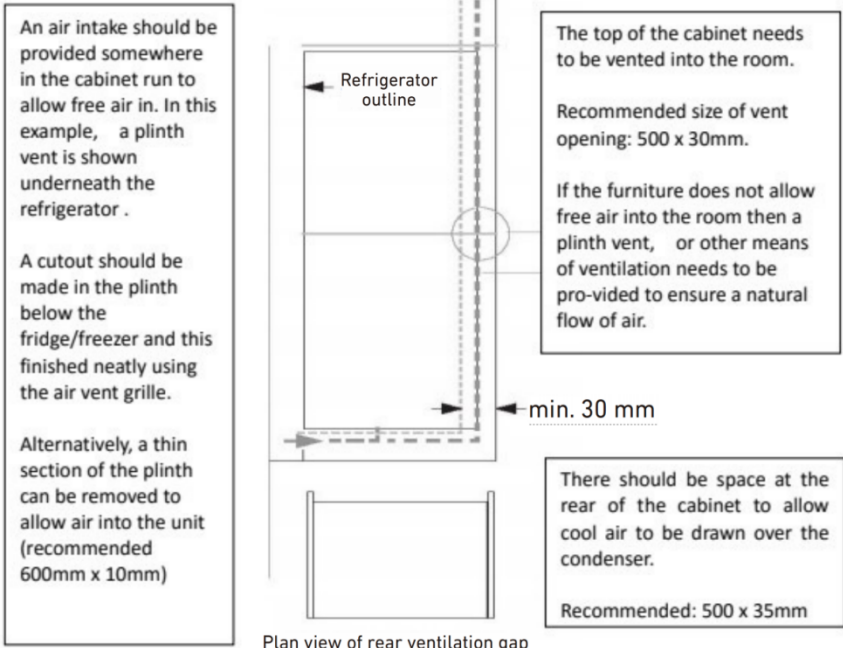 An air intake should be
provided somewhere
in the cabinet run to
allow free air in. In this
example, a plinth
vent is shown
underneath the
refrigerator .
A cutout should be
made in the plinth
below the
fridge/freezer and this
finished neatly using
the air vent grille.
Alternatively, a thin
section of the plinth
can be removed to
allow air into the unit
(recommended
600mm x 10mm)
Refrigerator
outline
min. 30 mm
Plan view of rear ventilation gap
The top of the cabinet needs
to be vented into the room.
Recommended size of vent
opening: 500 x 30mm.
If the furniture does not allow
free air into the room then a
plinth vent, or other means
of ventilation needs to be
pro-vided to ensure a natural
flow of air.
There should be space at the
rear of the cabinet to allow
cool air to be drawn over the
condenser.
Recommended: 500 x 35mm